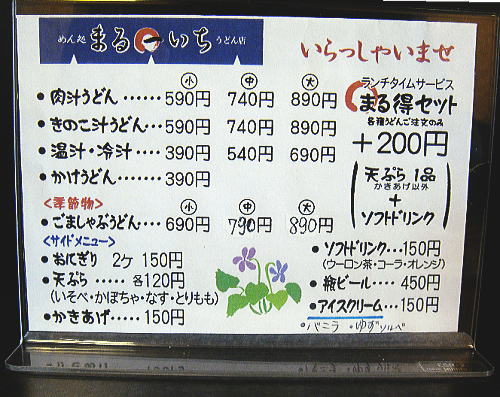 めん処 まる一いち うどん店
いらっしゃいませ
小 中 大
・肉汁うどん……590円 740円 890円
・きのこ汁うどん……590円 740円 890円
・温汁・冷汁……390円 540円 690円
・かけうどん……390円
<季節物> 小 中 大
・ごましゃぶうどん……690円 790円 890円
<サイドメニュー>
・おにぎり 2ケ 150円
・天ぷら……各120円
(いそべ・かぼちゃ・なす・とりもも)
・かきあげ……150円
ランチタイムサービス
まる得セット
各種うどんご注文のみ
+200円
天ぷら1品
かきあげ以外
+
ソフトドリンク
・ソフトドリンク…150円
(ウーロン茶・コーラ・オレンジ)
・瓶ビール…450円
・アイスクリーム…150円
・バニラ ・ゆずソルベ